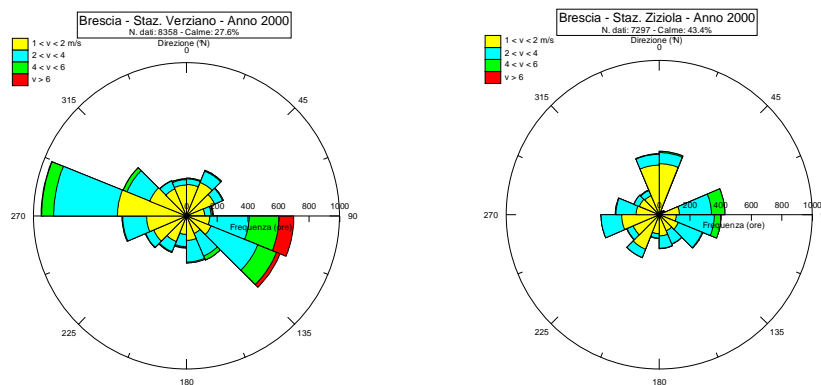 Brescia - Staz. Verziano - Anno 2000
N. dati: 8358 - Calme: 27.6%
Direzione (°N)
1 < v < 2 m/s
2 < v < 4
4 < v < 6
v > 6
0
45
90
135
180
225
270
315
0 200 400 600 800 1000
Frequenza (ore)
Brescia - Staz. Ziziola - Anno 2000
N. dati: 7297 - Calme: 43.4%
Direzione (°N)
1 < v < 2 m/s
2 < v < 4
4 < v < 6
v > 6
0
45
90
135
180
225
270
315
0 200 400 600 800 1000
Frequenza (ore)